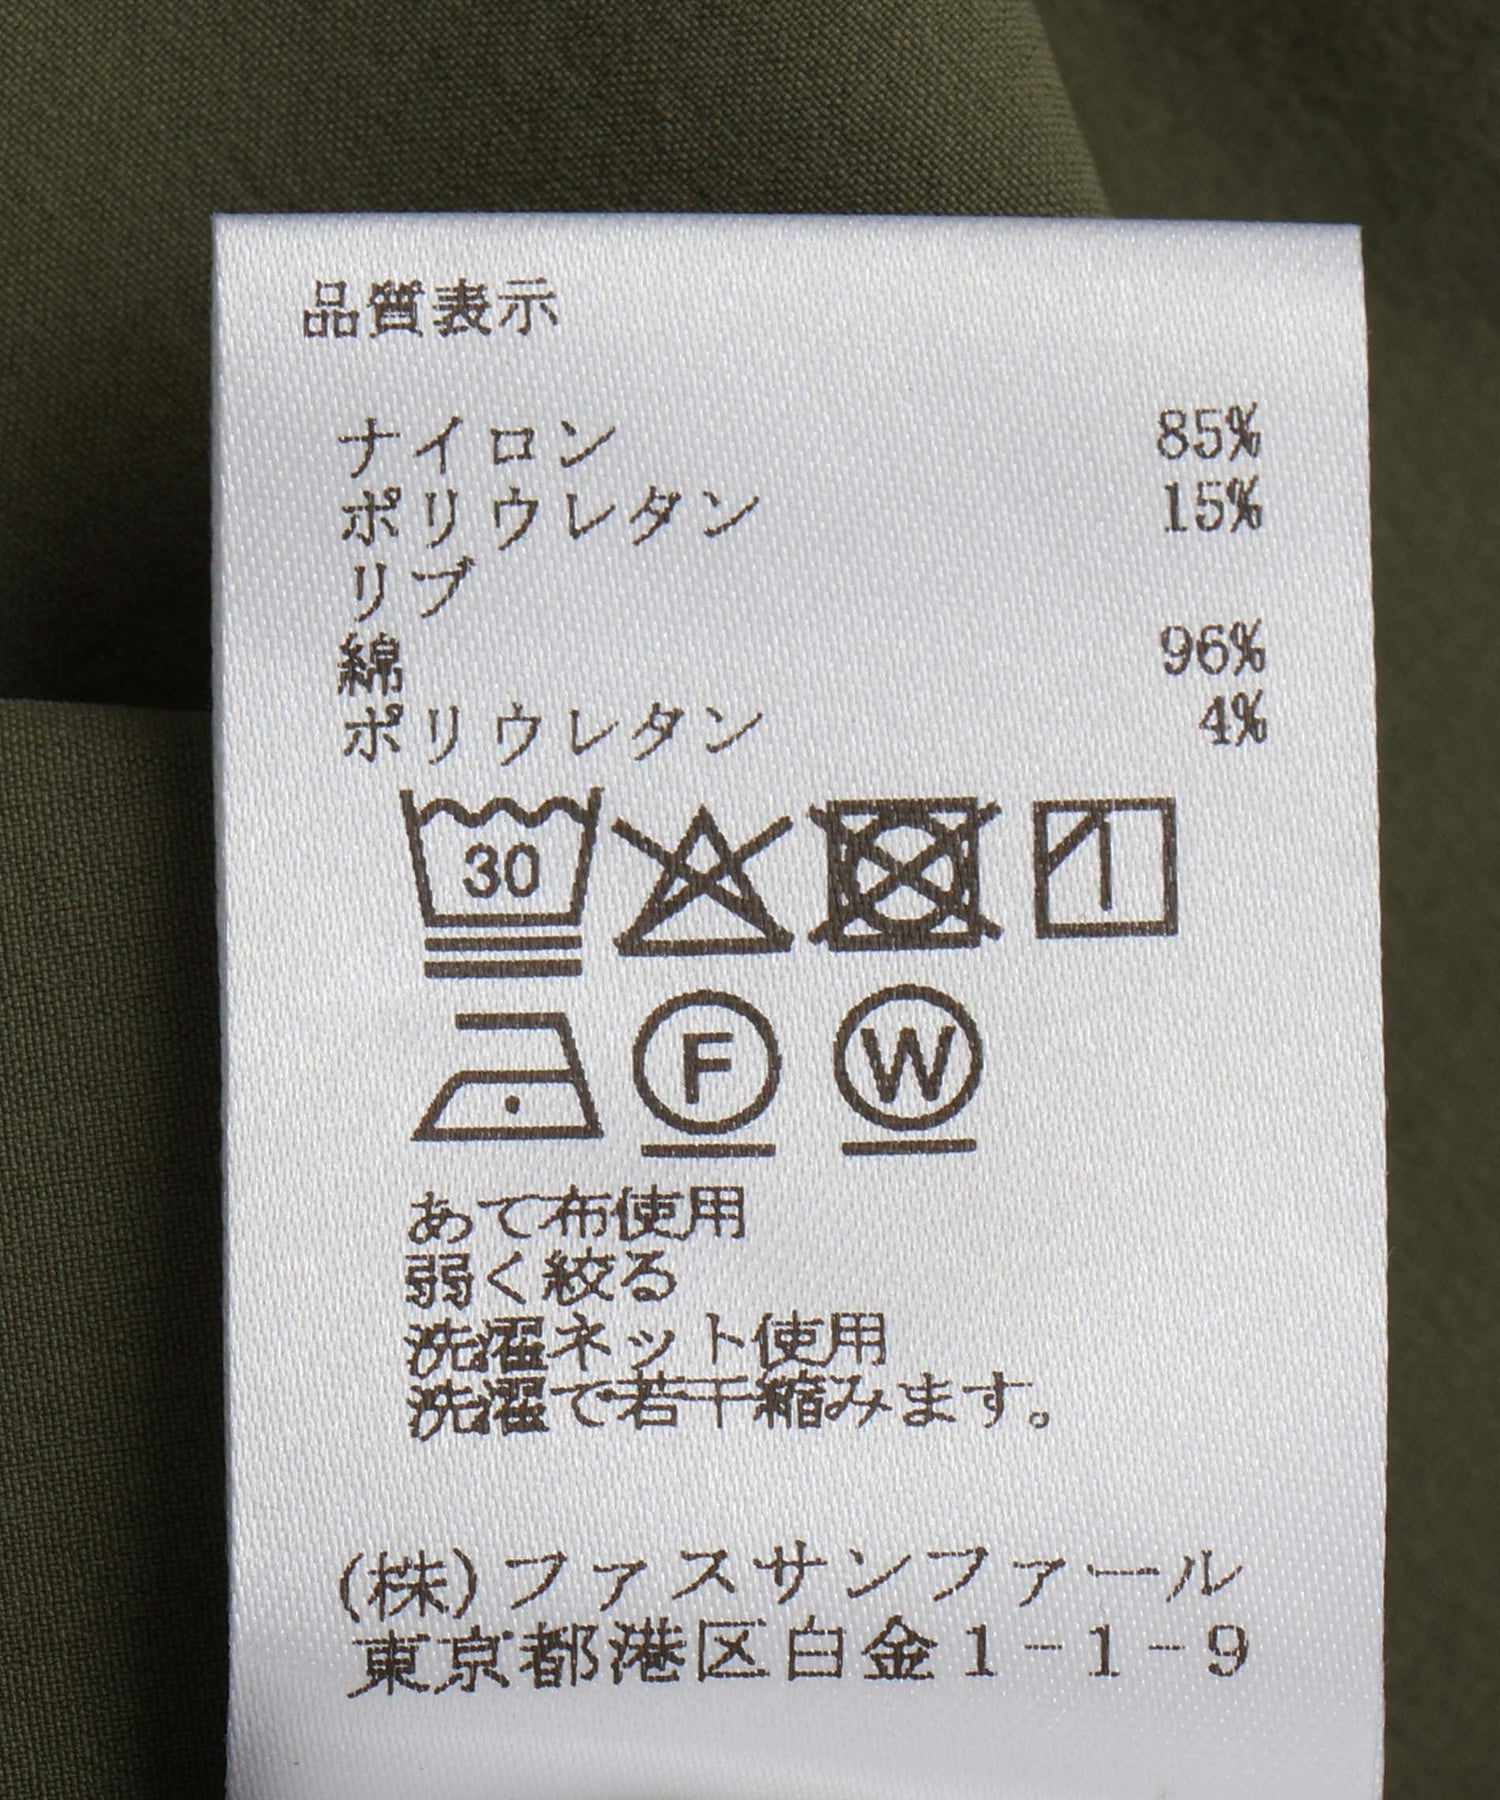 品質表示
ナイロン 85%
ポリウレタン 15%
リブ
綿 96%
ポリウレタン 4%
30
F W
あて布使用
弱く絞る
洗濯ネット使用
洗濯で若干縮みます。
(株)ファスサンファール
東京都港区白金1-1-9